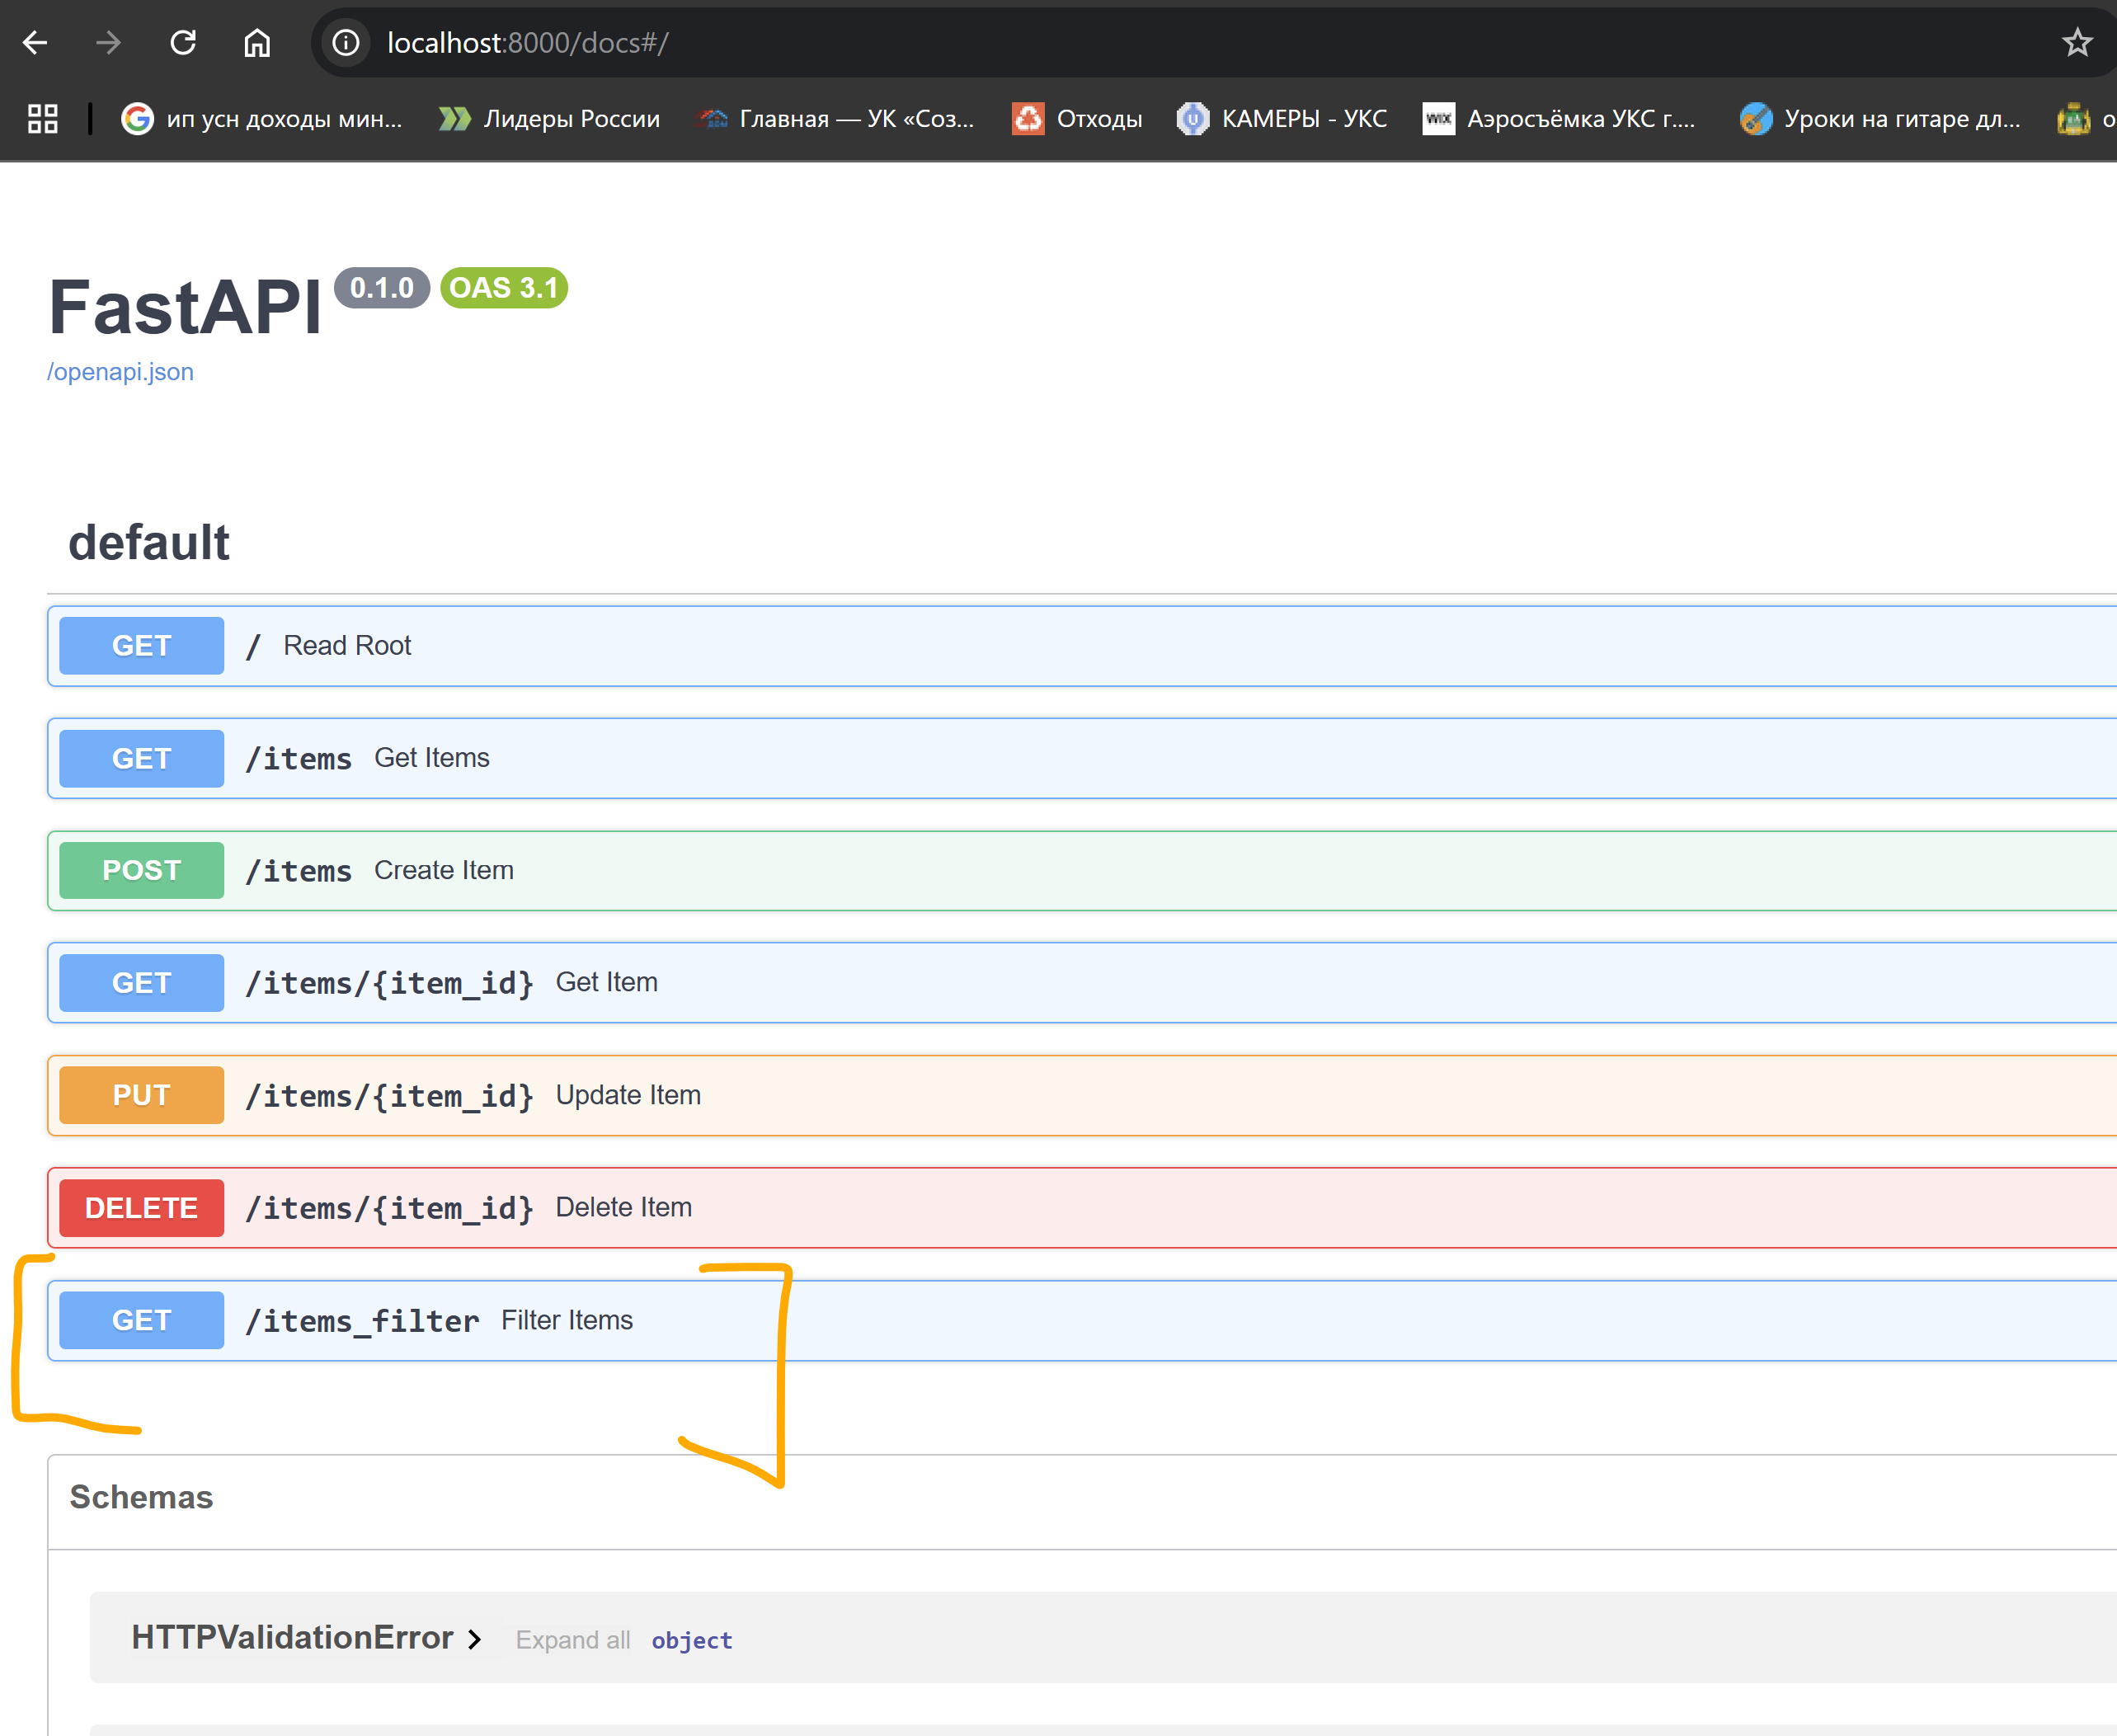 localhost:8000/docs#/
ип усн доходы мин... Лидеры России Главная — УК «Соз... Отходы КАМЕРЫ - УКС Аэросъёмка УКС г.... Уроки на гитаре дл...
FastAPI 0.1.0 OAS 3.1
/openapi.json
default
GET / Read Root
GET /items Get Items
POST /items Create Item
GET /items/{item_id} Get Item
PUT /items/{item_id} Update Item
DELETE /items/{item_id} Delete Item
GET /items_filter Filter Items
Schemas
HTTPValidationError Expand all object